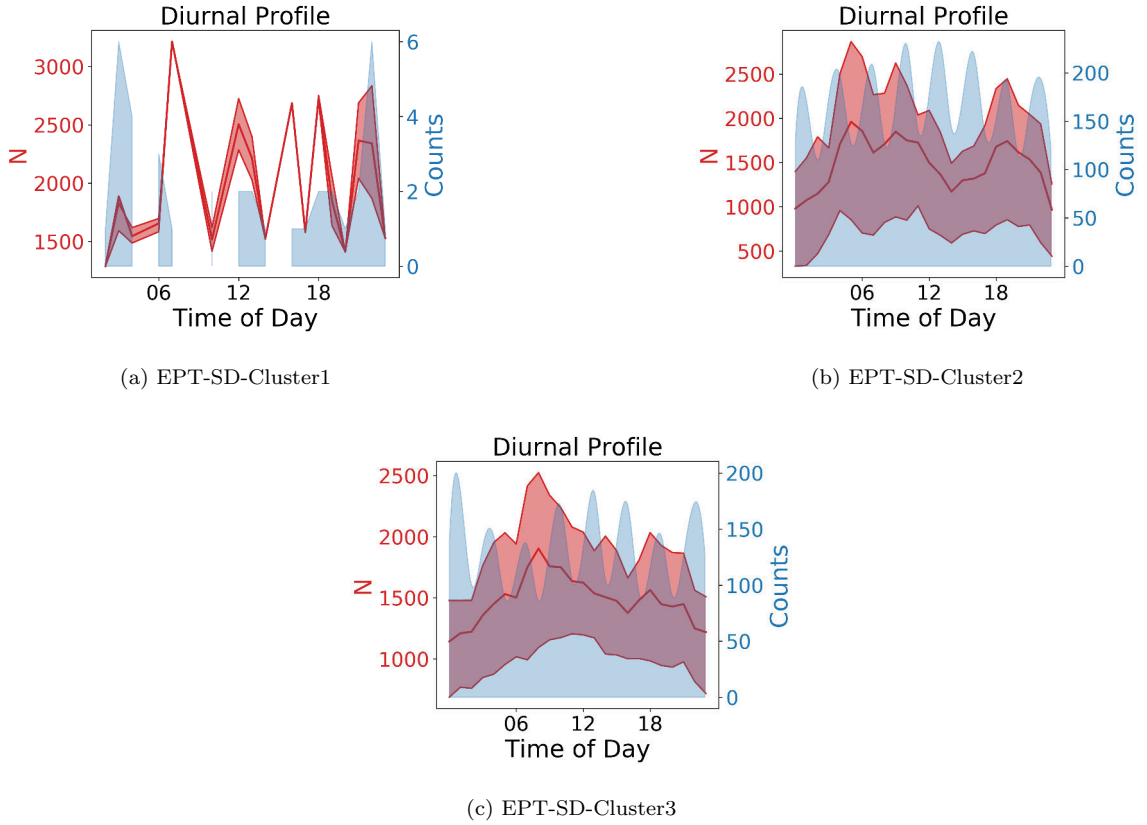 Diurnal Profile
3000
2500
2000
1500
N
6
4
2
0
Counts
06 12 18
Time of Day
(a) EPT-SD-Cluster1
Diurnal Profile
2500
2000
1500
1000
500
200
150
100
50
0
Counts
06 12 18
Time of Day
(b) EPT-SD-Cluster2
Diurnal Profile
2500
2000
1500
1000
N
200
150
100
50
0
Counts
06 12 18
Time of Day
(c) EPT-SD-Cluster3